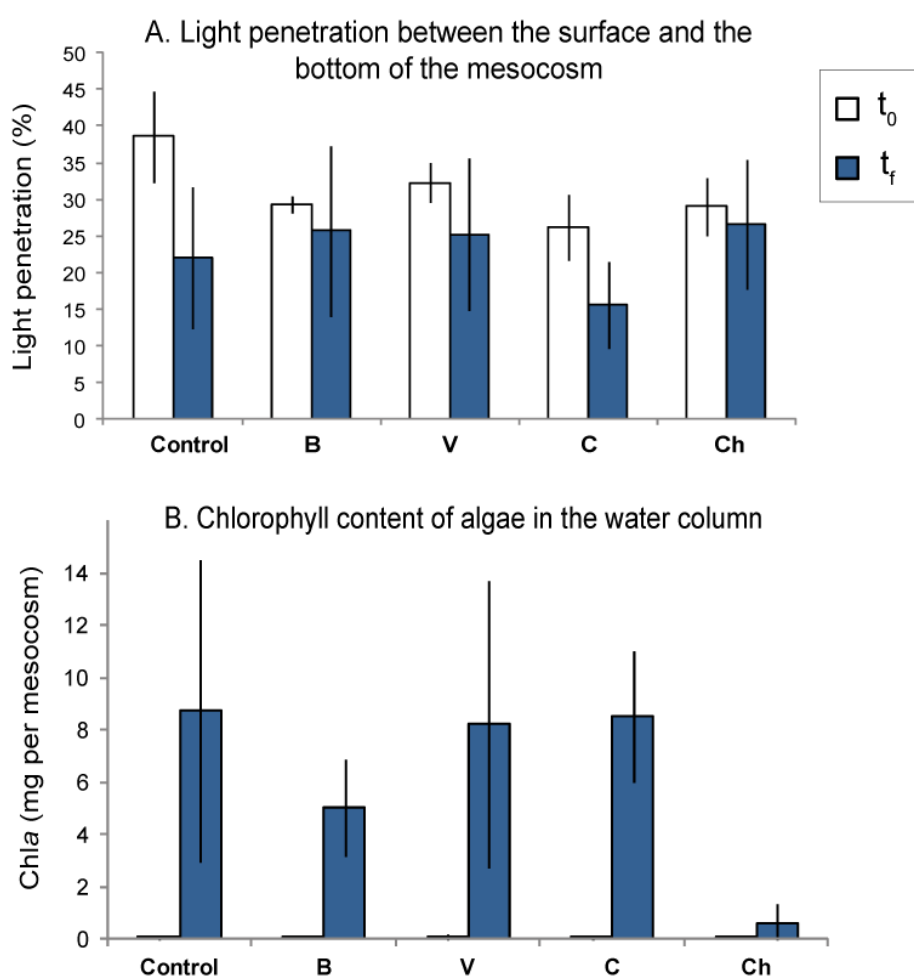 A. Light penetration between the surface and the
bottom of the mesocosm
Light penetration (%)
50
45
40
35
30
25
20
15
10
5
0
Control B V C Ch
t0
tf
B. Chlorophyll content of algae in the water column
Chla (mg per mesocosm)
14
12
10
8
6
4
2
0
Control B V C Ch